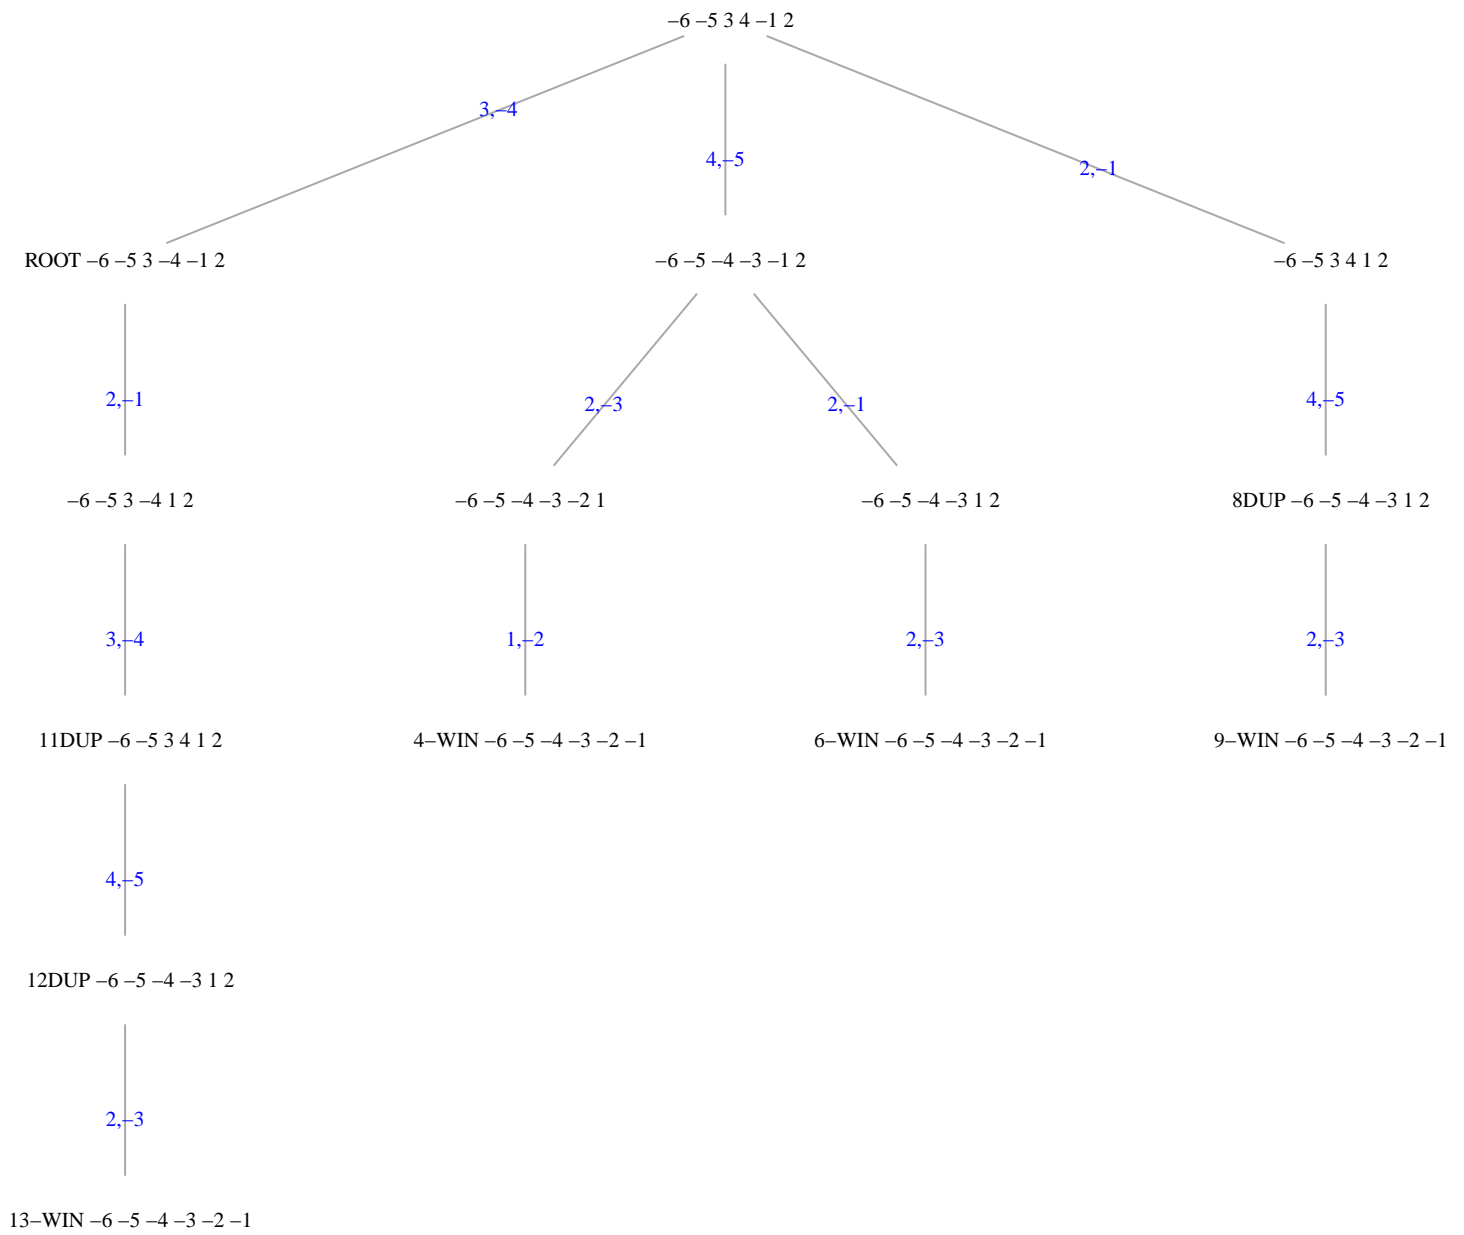 –6 –5 3 4 –1 2
3,–4
4,–5
2,–1
ROOT –6 –5 3 –4 –1 2
–6 –5 –4 –3 –1 2
–6 –5 3 4 1 2
2,–1
2,–3
2,–1
4,–5
–6 –5 3 –4 1 2
–6 –5 –4 –3 –2 1
–6 –5 –4 –3 1 2
8DUP –6 –5 –4 –3 1 2
3,–4
1,–2
2,–3
2,–3
11DUP –6 –5 3 4 1 2
4–WIN –6 –5 –4 –3 –2 –1
6–WIN –6 –5 –4 –3 –2 –1
9–WIN –6 –5 –4 –3 –2 –1
4,–5
12DUP –6 –5 –4 –3 1 2
2,–3
13–WIN –6 –5 –4 –3 –2 –1